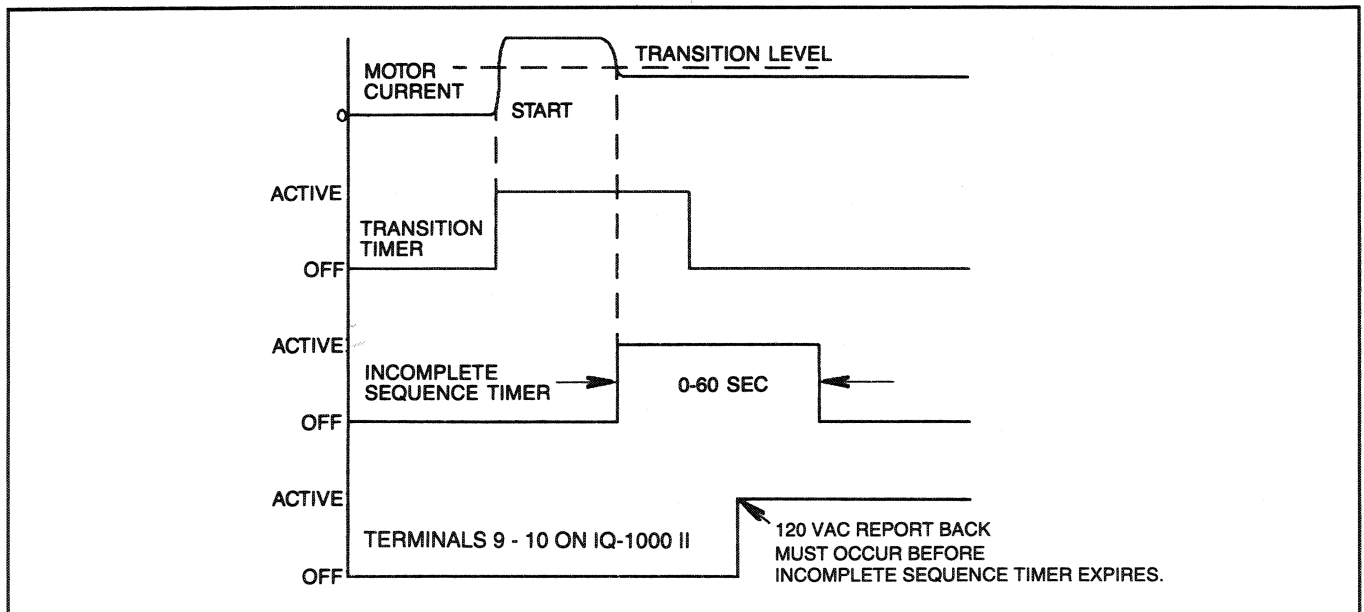 TRANSITION LEVEL
MOTOR
CURRENT
START
0
ACTIVE
TRANSITION
TIMER
OFF
ACTIVE
INCOMPLETE
SEQUENCE TIMER
0-60 SEC
OFF
ACTIVE
TERMINALS 9 - 10 ON IQ-1000 II
OFF
120 VAC REPORT BACK
MUST OCCUR BEFORE
INCOMPLETE SEQUENCE TIMER EXPIRES.